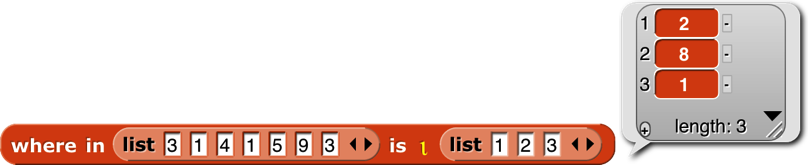 1 2 -
2 8 -
3 1 -
+ length: 3
where in list 3 1 4 1 5 9 3 is ɩ list 1 2 3